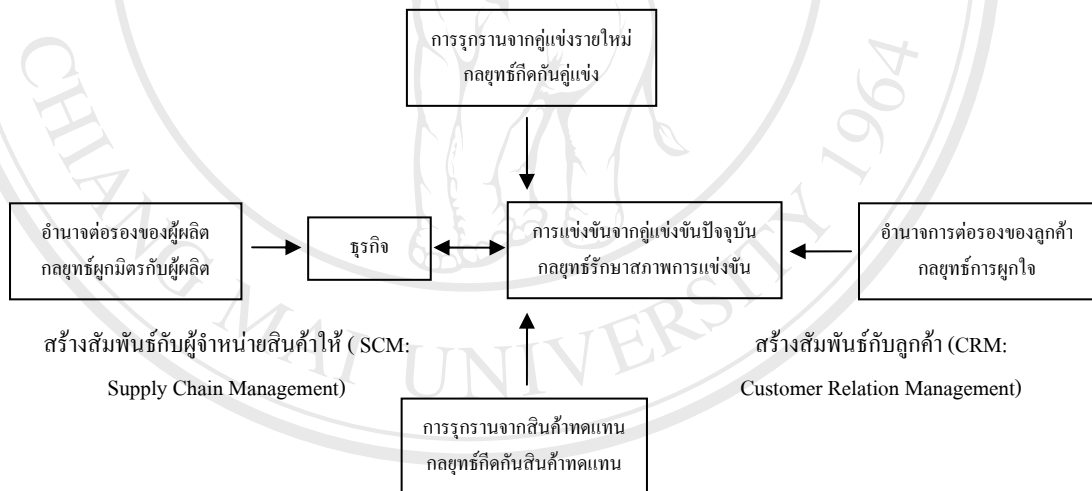 การรุกรานจากคู่แข่งรายใหม่
กลยุทธ์กีดกันคู่แข่ง
อำนาจต่อรองของผู้ผลิต
กลยุทธ์ผูกมิตรกับผู้ผลิต
ธุรกิจ
การแข่งขันจากคู่แข่งขันปัจจุบัน
กลยุทธ์รักษาสภาพการแข่งขัน
อำนาจการต่อรองของลูกค้า
กลยุทธ์การผูกใจ
สร้างสัมพันธ์กับผู้จำหน่ายสินค้าให้ ( SCM:
Supply Chain Management)
สร้างสัมพันธ์กับลูกค้า (CRM:
Customer Relation Management)
การรุกรานจากสินค้าทดแทน
กลยุทธ์กีดกันสินค้าทดแทน
CHIANG MAI UNIVERSITY 1964